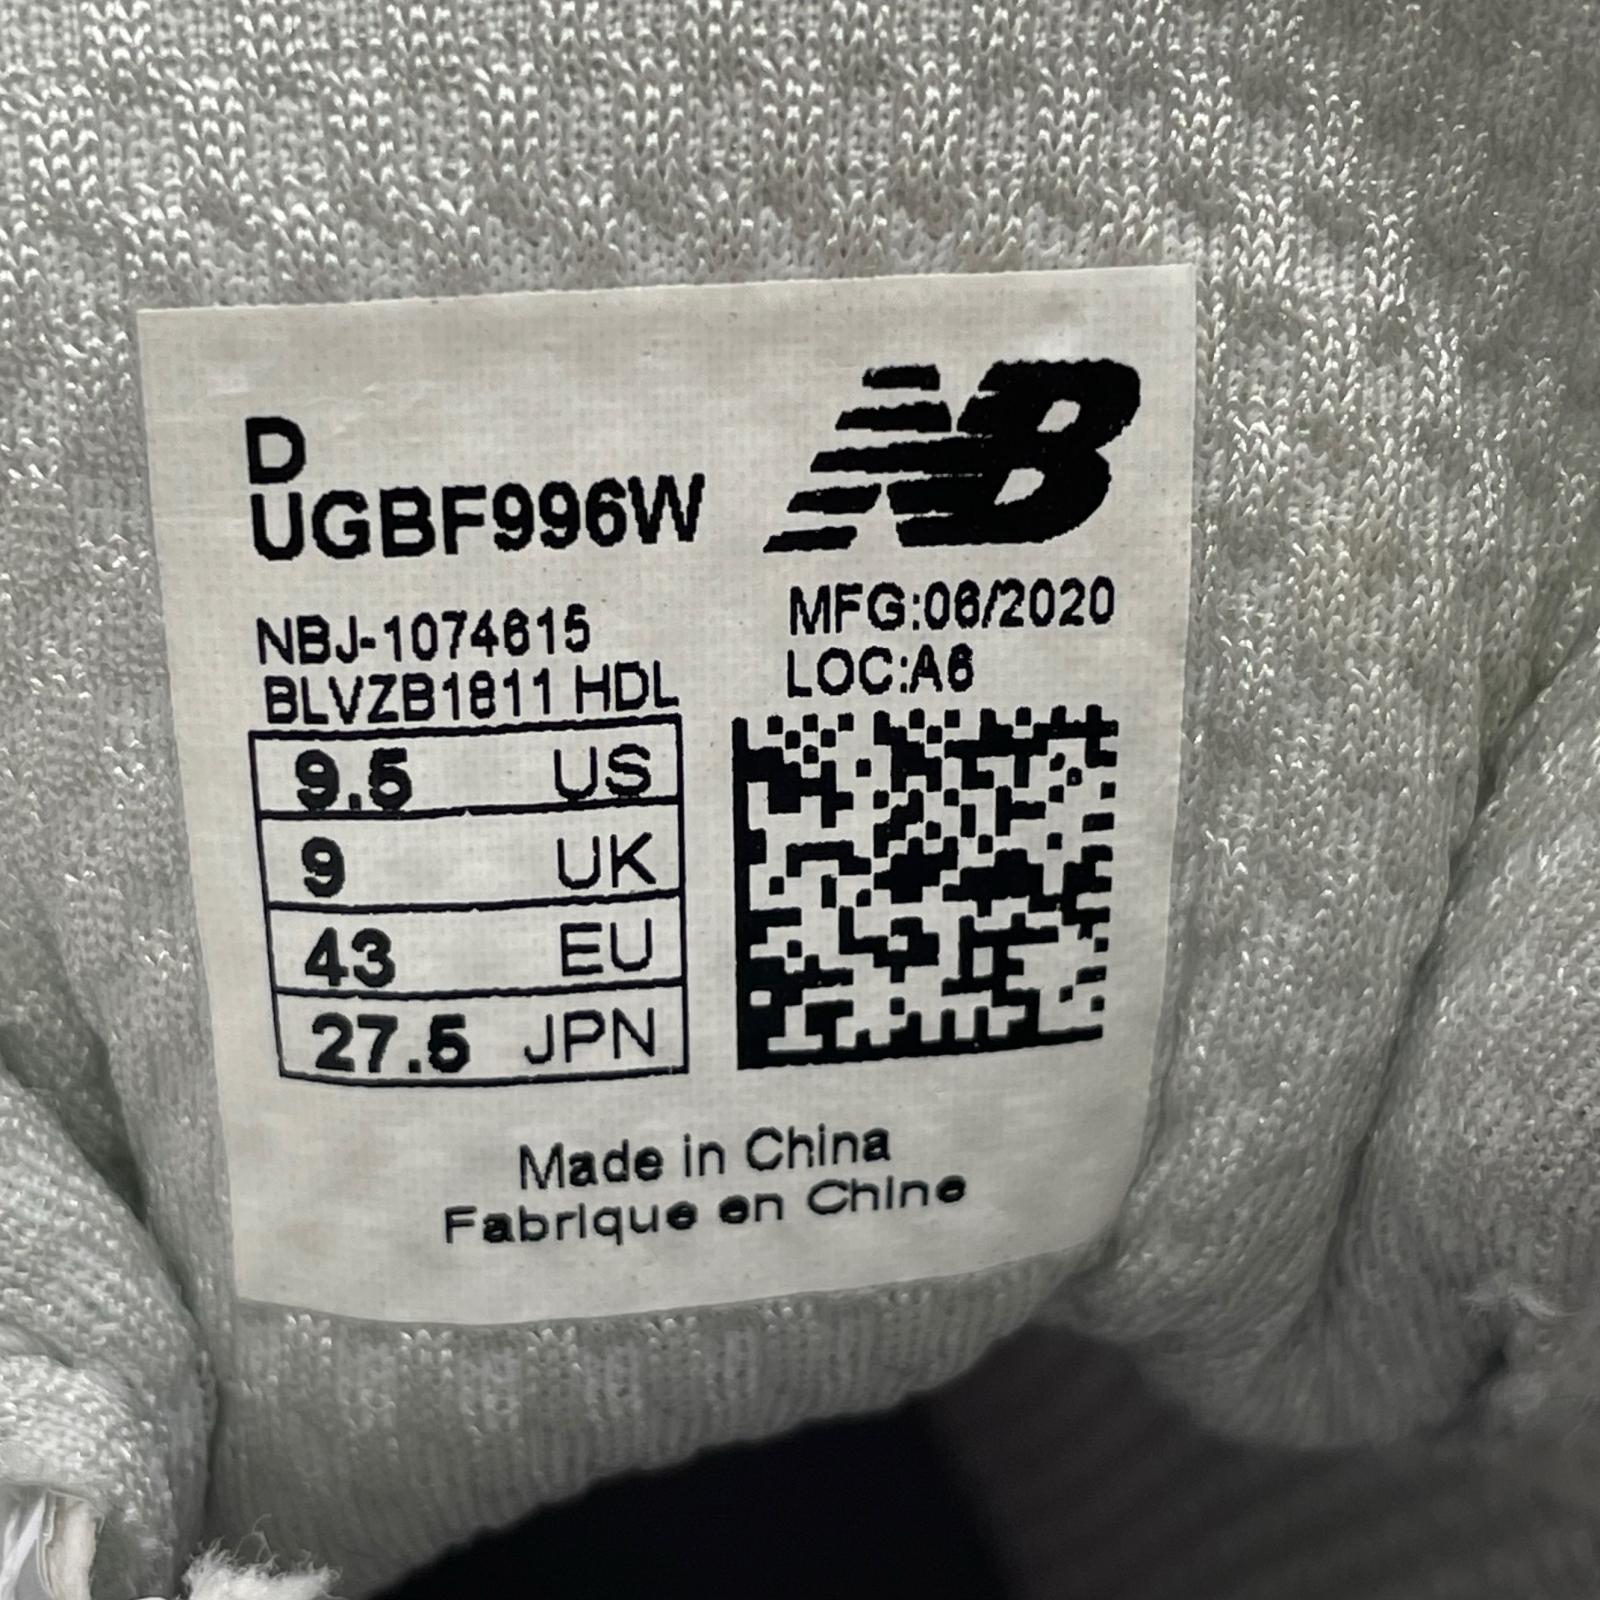 D
UGBF996W
NB
NBJ-1074615
BLVZB1811 HDL
MFG:06/2020
LOC:A6
9.5 US
9 UK
43 EU
27.5 JPN
Made in China
Fabrique en Chine